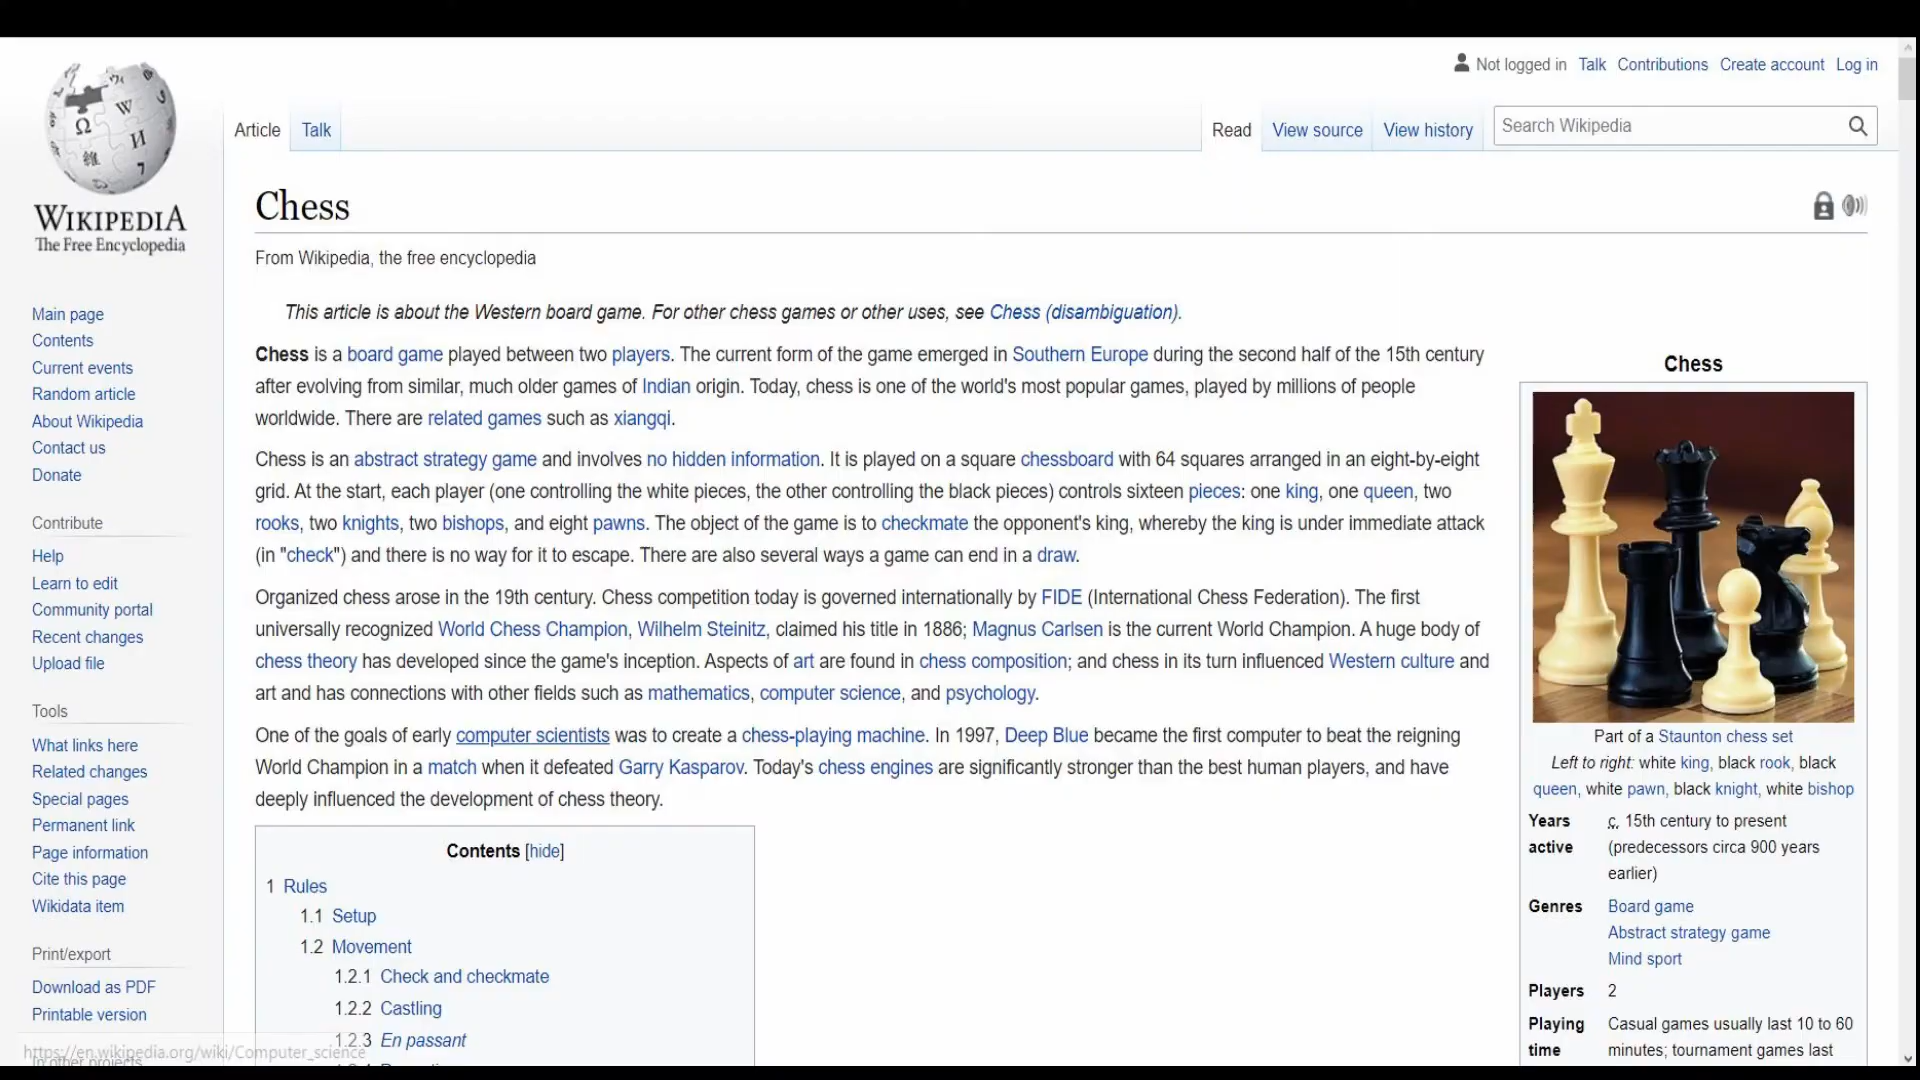 Not logged in Talk Contributions Create account Log in
Article Talk
Read View source View history Search Wikipedia
WIKIPEDIA
The Free Encyclopedia
Main page
Contents
Current events
Random article
About Wikipedia
Contact us
Donate
Contribute
Help
Learn to edit
Community portal
Recent changes
Upload file
Tools
What links here
Related changes
Special pages
Permanent link
Page information
Cite this page
Wikidata item
Print/export
Download as PDF
Printable version
In other projects
https://en.wikipedia.org/wiki/Computer_science
Chess
From Wikipedia, the free encyclopedia
This article is about the Western board game. For other chess games or other uses, see Chess (disambiguation).
Chess is a board game played between two players. The current form of the game emerged in Southern Europe during the second half of the 15th century
after evolving from similar, much older games of Indian origin. Today, chess is one of the world's most popular games, played by millions of people
worldwide. There are related games such as xiangqi.
Chess is an abstract strategy game and involves no hidden information. It is played on a square chessboard with 64 squares arranged in an eight-by-eight
grid. At the start, each player (one controlling the white pieces, the other controlling the black pieces) controls sixteen pieces: one king, one queen, two
rooks, two knights, two bishops, and eight pawns. The object of the game is to checkmate the opponent's king, whereby the king is under immediate attack
(in "check") and there is no way for it to escape. There are also several ways a game can end in a draw.
Organized chess arose in the 19th century. Chess competition today is governed internationally by FIDE (International Chess Federation). The first
universally recognized World Chess Champion, Wilhelm Steinitz, claimed his title in 1886; Magnus Carlsen is the current World Champion. A huge body of
chess theory has developed since the game's inception. Aspects of art are found in chess composition; and chess in its turn influenced Western culture and
art and has connections with other fields such as mathematics, computer science, and psychology.
One of the goals of early computer scientists was to create a chess-playing machine. In 1997, Deep Blue became the first computer to beat the reigning
World Champion in a match when it defeated Garry Kasparov. Today's chess engines are significantly stronger than the best human players, and have
deeply influenced the development of chess theory.
Contents [hide]
1 Rules
1.1 Setup
1.2 Movement
1.2.1 Check and checkmate
1.2.2 Castling
1.2.3 En passant
Chess
Part of a Staunton chess set
Left to right: white king, black rook, black
queen, white pawn, black knight, white bishop
Years active c. 15th century to present
(predecessors circa 900 years
earlier)
Genres Board game
Abstract strategy game
Mind sport
Players 2
Playing time Casual games usually last 10 to 60
minutes; tournament games last